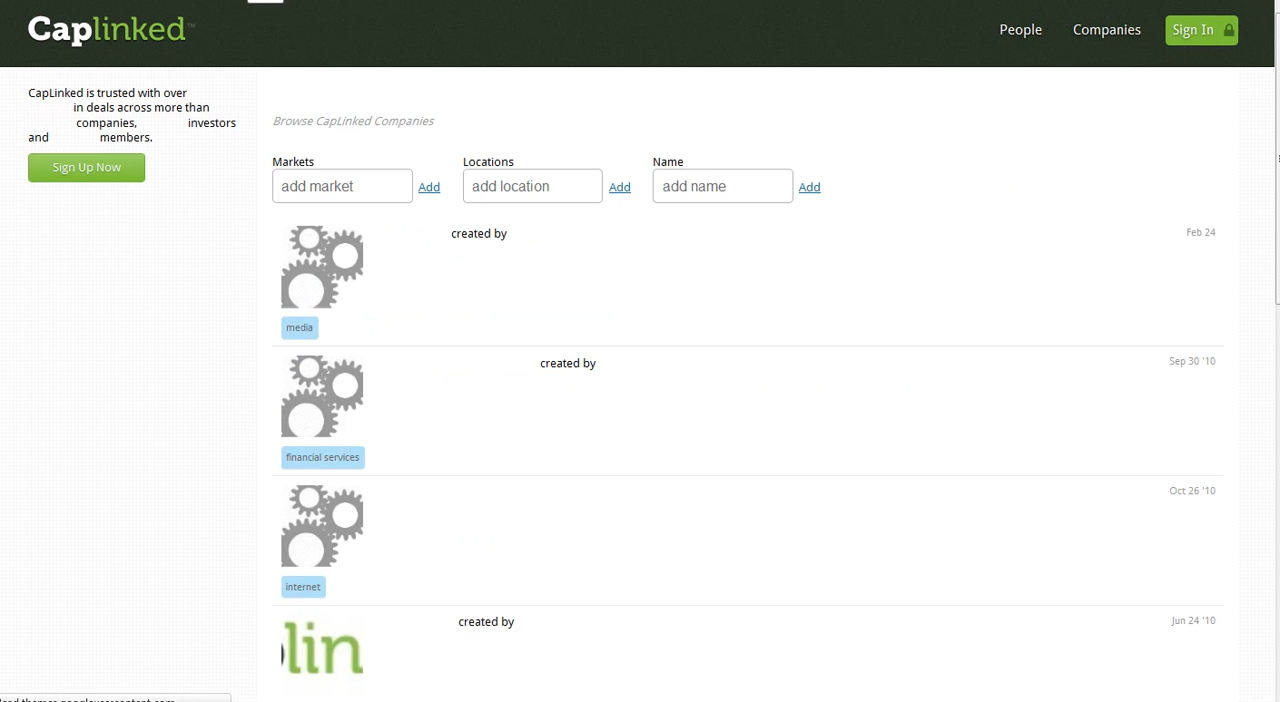 Caplinked™
People Companies Sign In
CapLinked is trusted with over
in deals across more than
companies, investors
and members.
Sign Up Now
Browse CapLinked Companies
Markets Locations Name
add market Add add location Add add name Add
created by Feb 24
media
created by Sep 30 '10
financial services
Oct 26 '10
internet
created by Jun 24 '10
lin